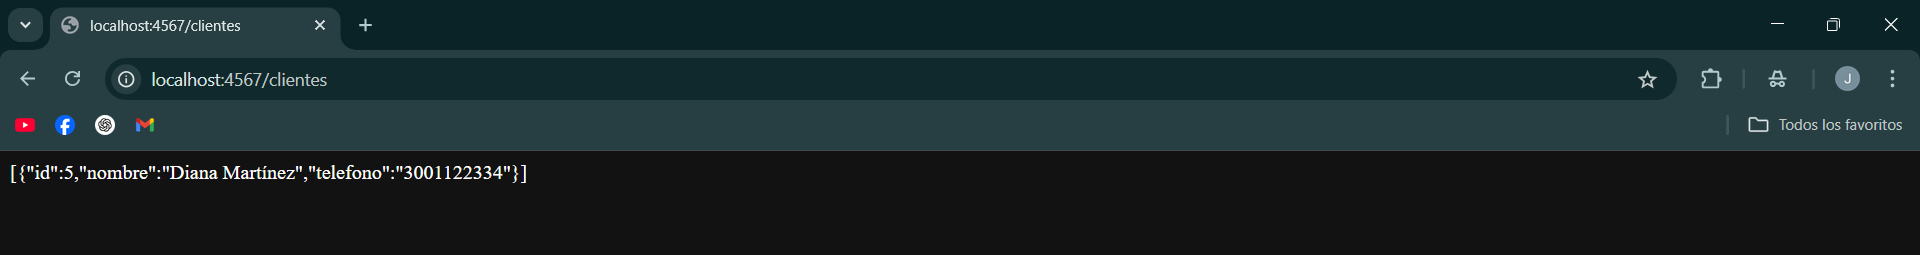 localhost:4567/clientes
localhost:4567/clientes
J
Todos los favoritos
[{"id":5,"nombre":"Diana Martínez","telefono":"3001122334"}]